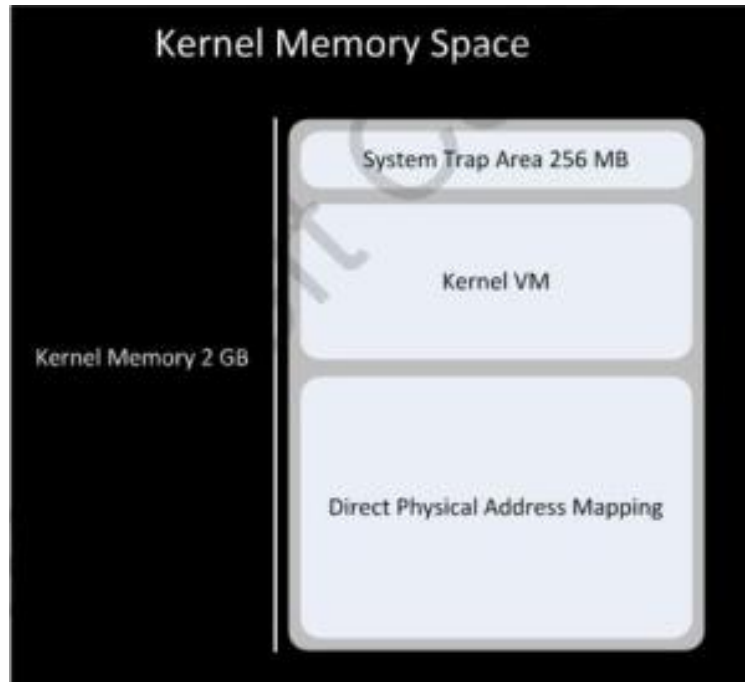 Kernel Memory Space
System Trap Area 256 MB
Kernel VM
Kernel Memory 2 GB
Direct Physical Address Mapping